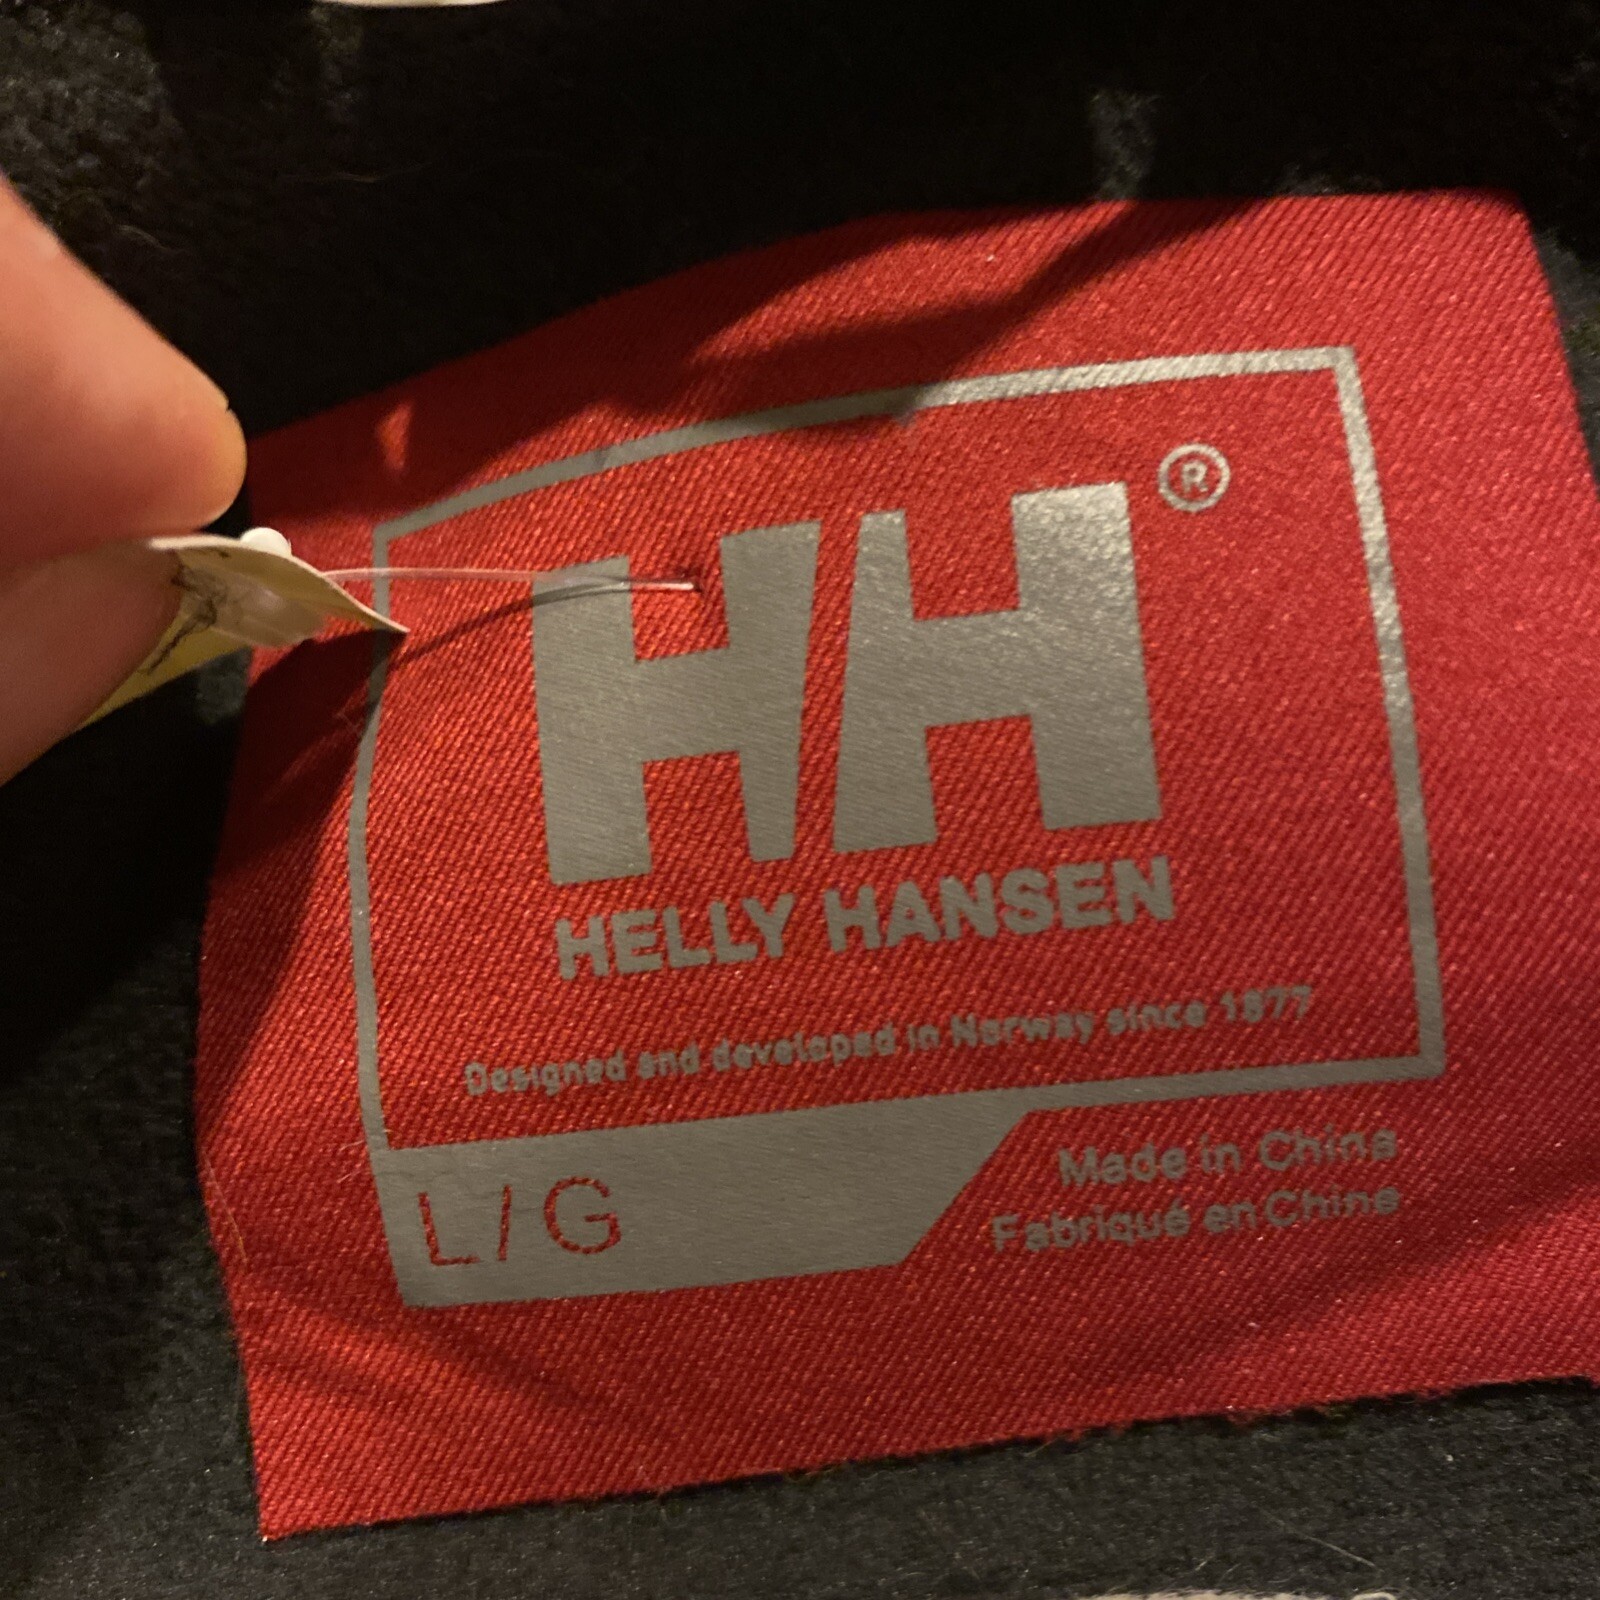 HH®
HELLY HANSEN
Designed and developed in Norway since 1877
L/G
Made in China
Fabriqué en Chine